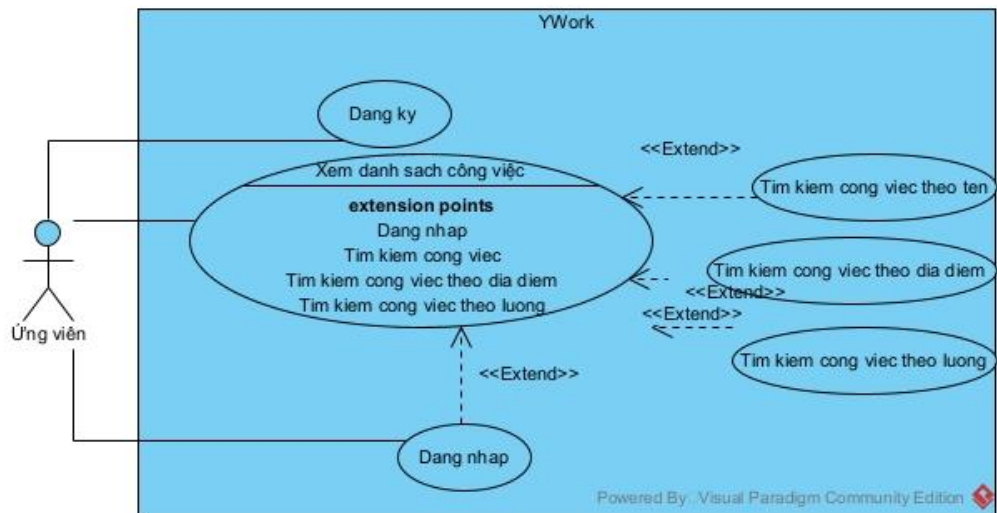 YWork
Dang ky
<<Extend>>
Xem danh sach công việc
Tim kiem cong viec theo ten
extension points
Dang nhap
Tim kiem cong viec
Tim kiem cong viec theo dia diem
Tim kiem cong viec theo luong
Tim kiem cong viec theo dia diem
<<Extend>>
<<Extend>>
Ứng viên
Tim kiem cong viec theo luong
<<Extend>>
Dang nhap
Powered By Visual Paradigm Community Edition